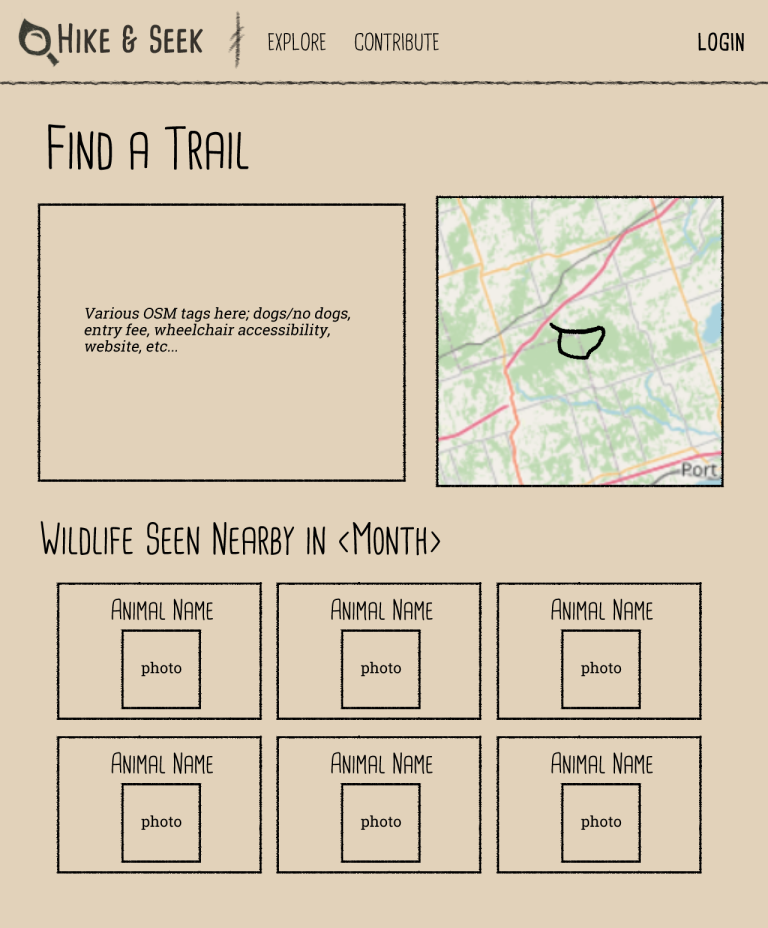 Hike & Seek
Explore
Contribute
Login
Find a Trail
Various OSM tags here; dogs/no dogs,
entry fee, wheelchair accessibility,
website, etc...
Port
Wildlife Seen Nearby in <Month>
Animal Name
Animal Name
Animal Name
photo
photo
photo
Animal Name
Animal Name
Animal Name
photo
photo
photo